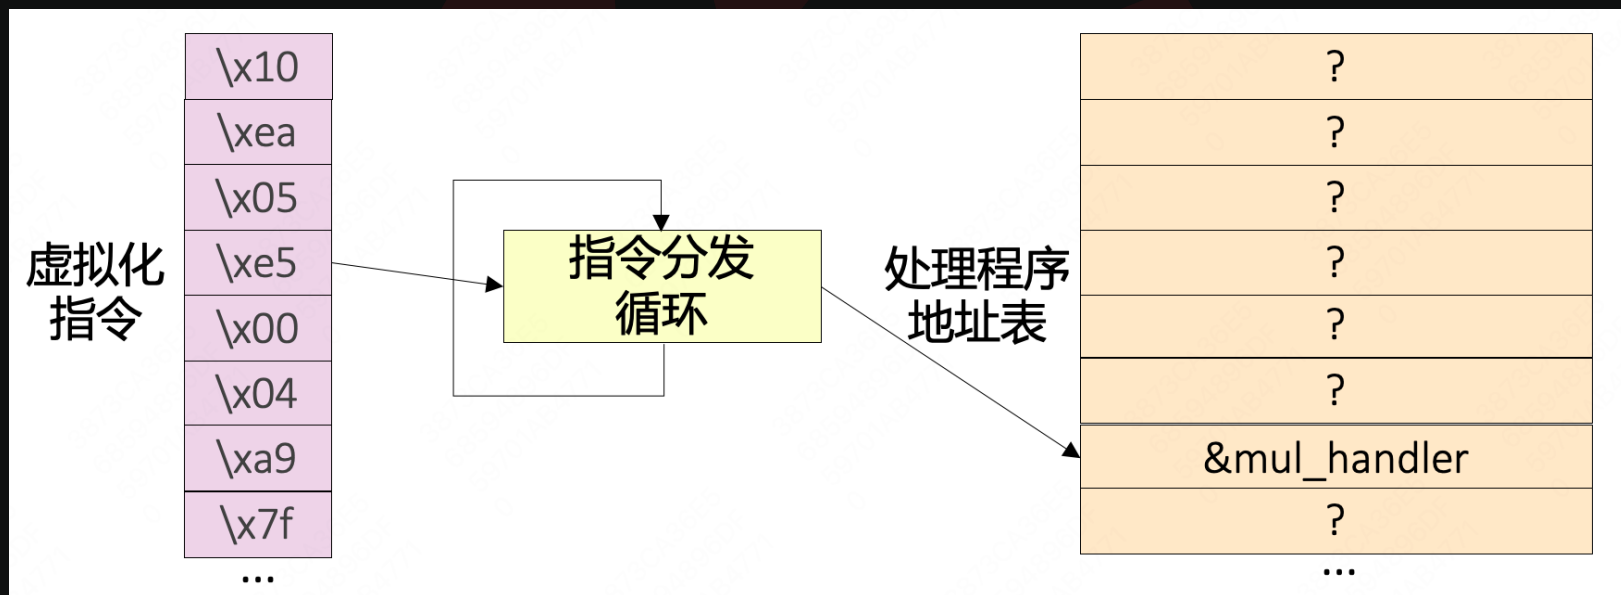 虚拟化
指令
\x10
\xea
\x05
\xe5
\x00
\x04
\xa9
\x7f
...
指令分发
循环
处理程序
地址表
?
?
?
?
?
?
&mul_handler
?
...